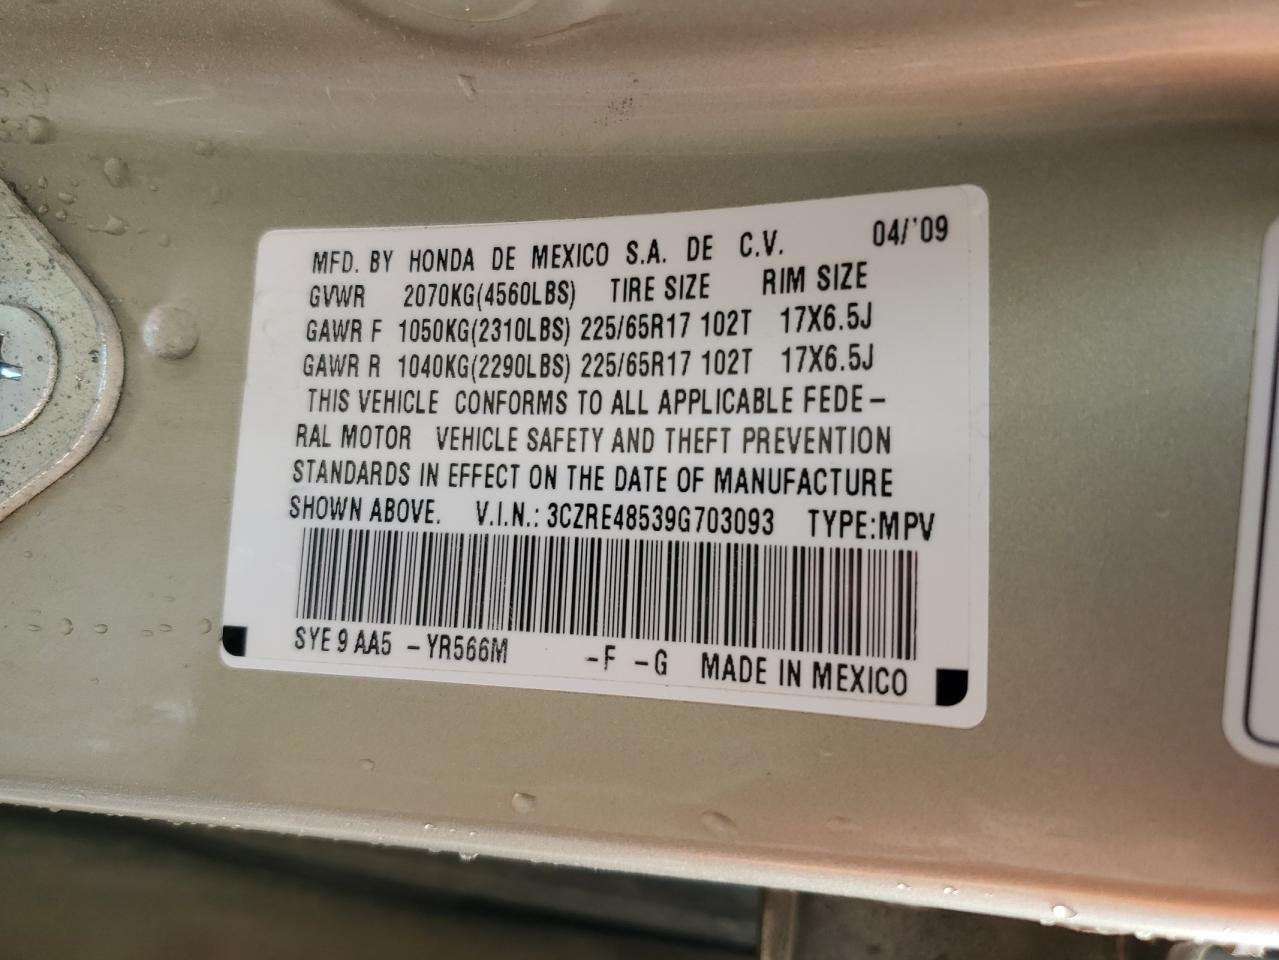 MFD. BY HONDA DE MEXICO S.A. DE C.V. 04/'09
GVWR 2070KG(4560LBS) TIRE SIZE RIM SIZE
GAWR F 1050KG(2310LBS) 225/65R17 102T 17X6.5J
GAWR R 1040KG(2290LBS) 225/65R17 102T 17X6.5J
THIS VEHICLE CONFORMS TO ALL APPLICABLE FEDE-
RAL MOTOR VEHICLE SAFETY AND THEFT PREVENTION
STANDARDS IN EFFECT ON THE DATE OF MANUFACTURE
SHOWN ABOVE. V.I.N.: 3CZRE48539G703093 TYPE:MPV
SYE 9 AA5 -YR566M -F -G MADE IN MEXICO